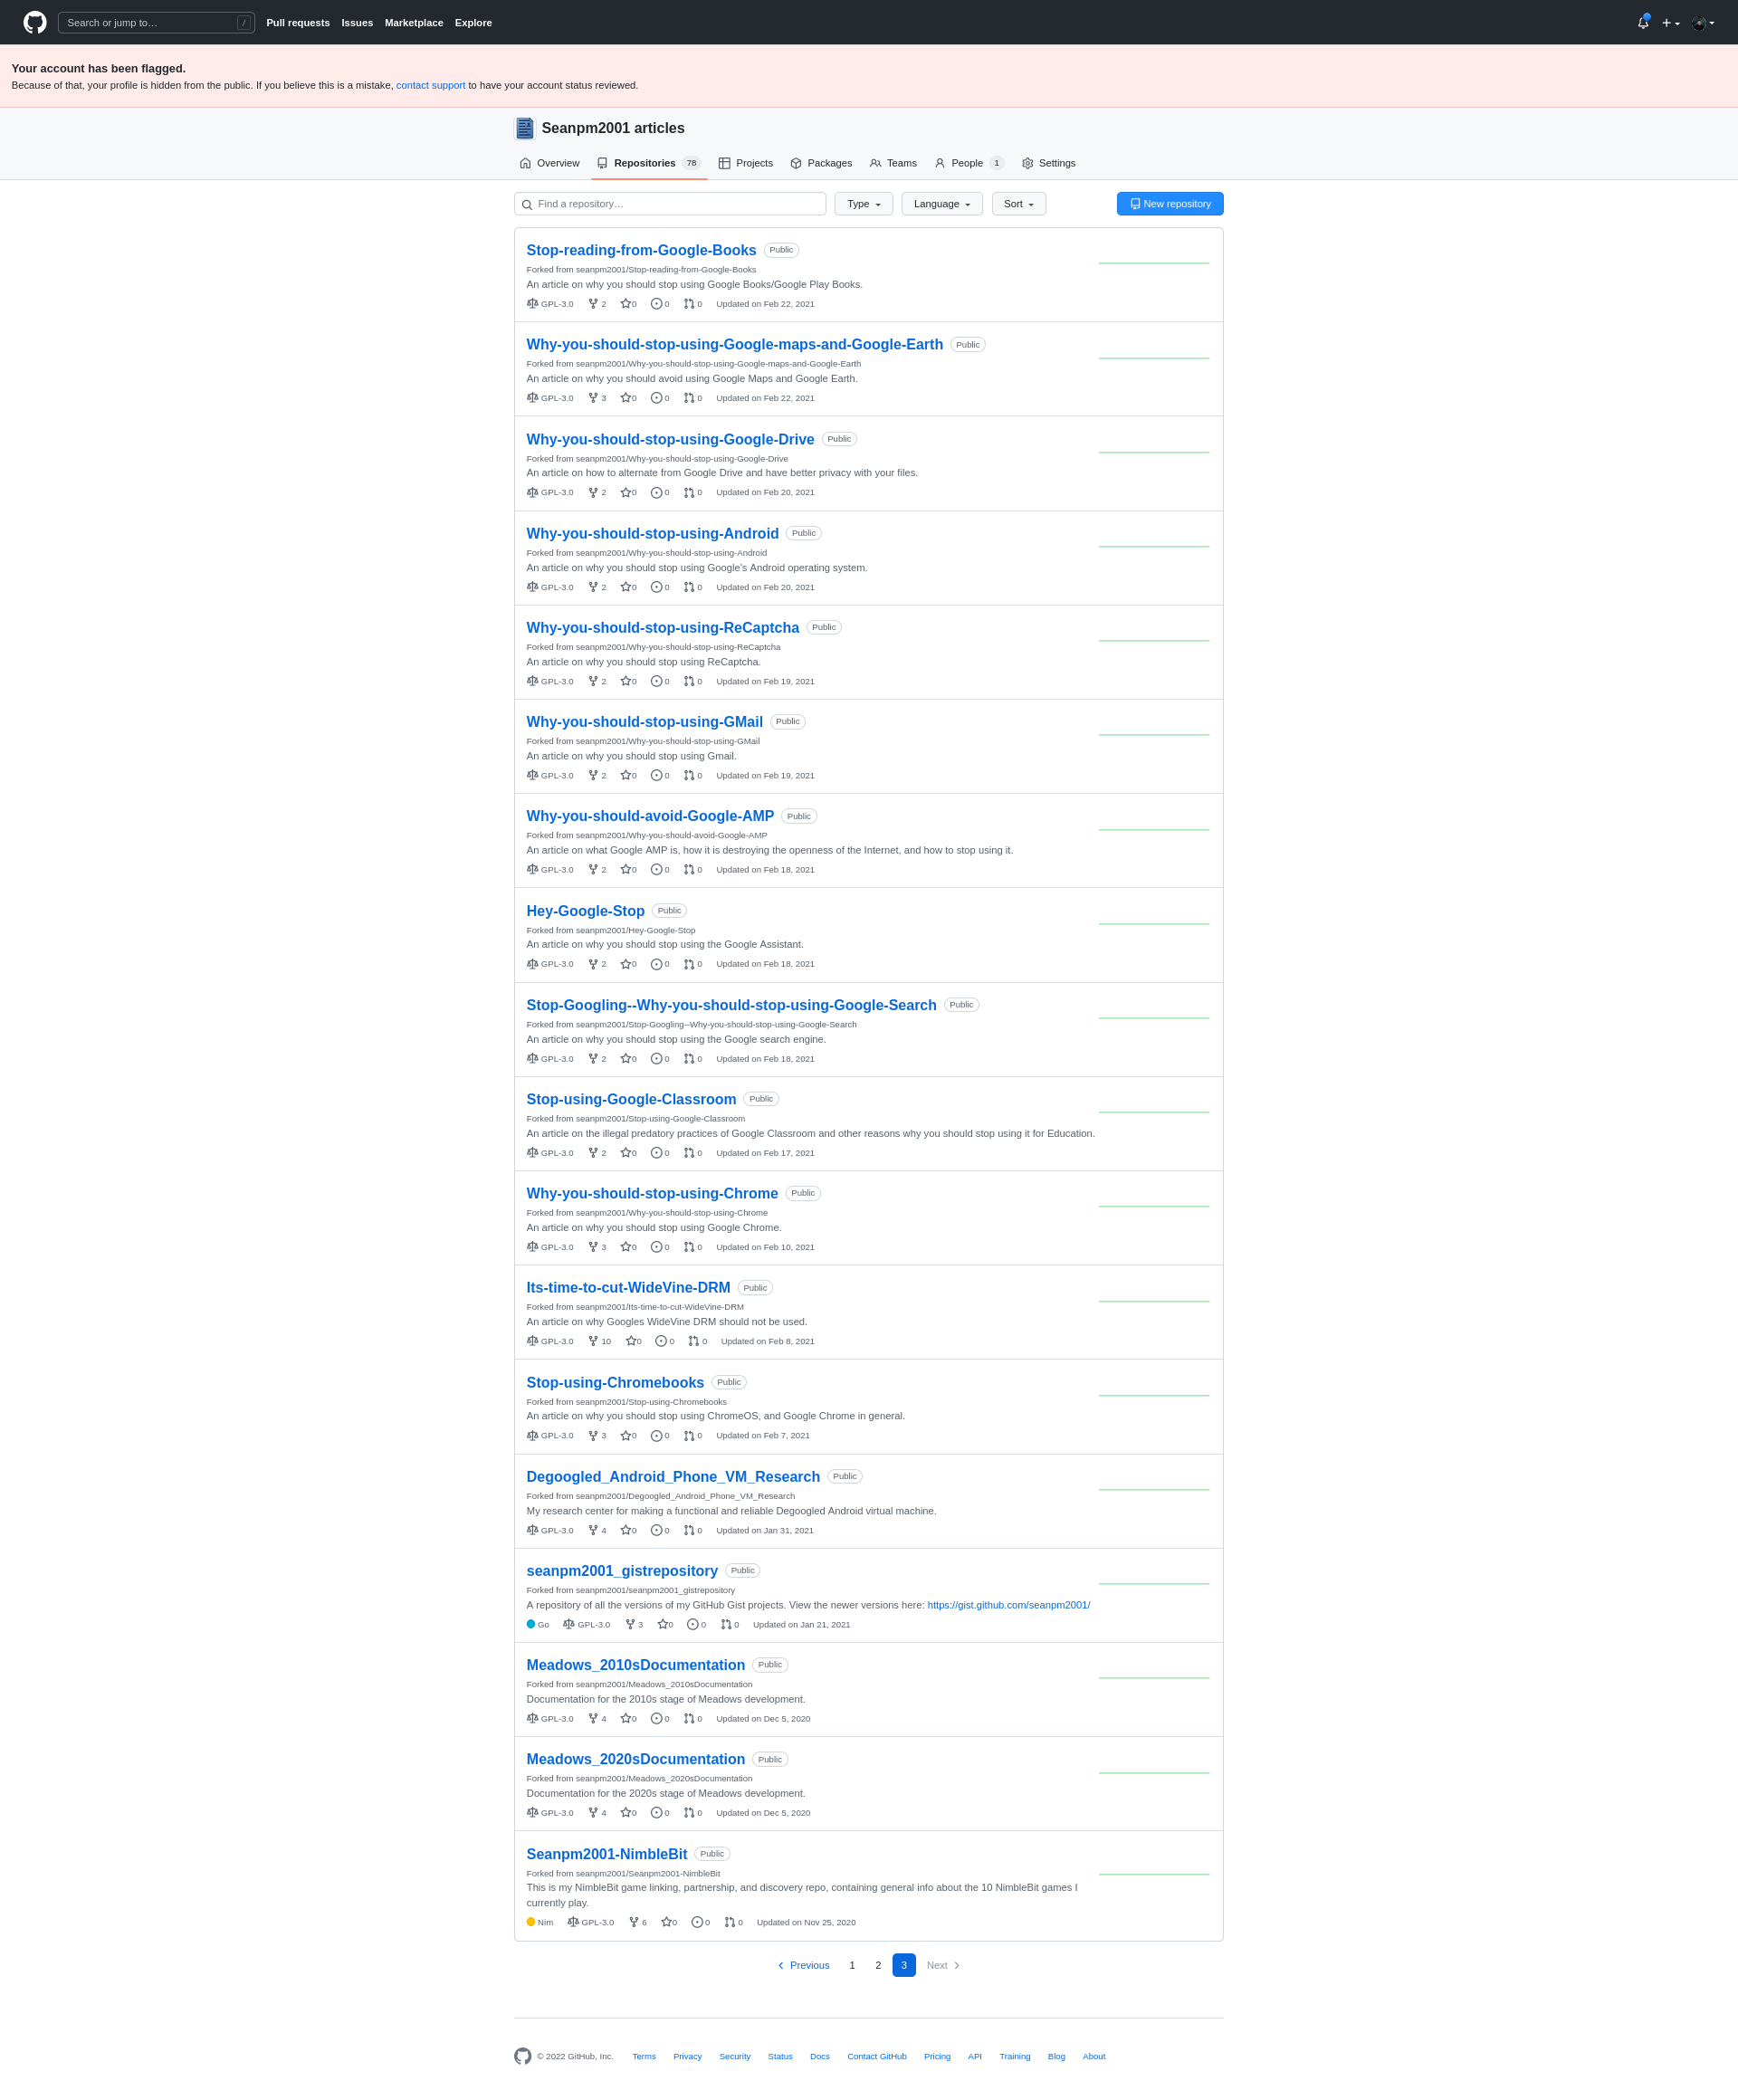 Search or jump to… /
Pull requests Issues Marketplace Explore
Your account has been flagged.
Because of that, your profile is hidden from the public. If you believe this is a mistake, contact support to have your account status reviewed.
Seanpm2001 articles
Overview Repositories 78 Projects Packages Teams People 1 Settings
Find a repository… Type Language Sort New repository
Stop-reading-from-Google-Books Public
Forked from seanpm2001/Stop-reading-from-Google-Books
An article on why you should stop using Google Books/Google Play Books.
GPL-3.0 2 0 0 0 Updated on Feb 22, 2021
Why-you-should-stop-using-Google-maps-and-Google-Earth Public
Forked from seanpm2001/Why-you-should-stop-using-Google-maps-and-Google-Earth
An article on why you should avoid using Google Maps and Google Earth.
GPL-3.0 3 0 0 0 Updated on Feb 22, 2021
Why-you-should-stop-using-Google-Drive Public
Forked from seanpm2001/Why-you-should-stop-using-Google-Drive
An article on how to alternate from Google Drive and have better privacy with your files.
GPL-3.0 2 0 0 0 Updated on Feb 20, 2021
Why-you-should-stop-using-Android Public
Forked from seanpm2001/Why-you-should-stop-using-Android
An article on why you should stop using Google's Android operating system.
GPL-3.0 2 0 0 0 Updated on Feb 20, 2021
Why-you-should-stop-using-ReCaptcha Public
Forked from seanpm2001/Why-you-should-stop-using-ReCaptcha
An article on why you should stop using ReCaptcha.
GPL-3.0 2 0 0 0 Updated on Feb 19, 2021
Why-you-should-stop-using-GMail Public
Forked from seanpm2001/Why-you-should-stop-using-GMail
An article on why you should stop using Gmail.
GPL-3.0 2 0 0 0 Updated on Feb 19, 2021
Why-you-should-avoid-Google-AMP Public
Forked from seanpm2001/Why-you-should-avoid-Google-AMP
An article on what Google AMP is, how it is destroying the openness of the Internet, and how to stop using it.
GPL-3.0 2 0 0 0 Updated on Feb 18, 2021
Hey-Google-Stop Public
Forked from seanpm2001/Hey-Google-Stop
An article on why you should stop using the Google Assistant.
GPL-3.0 2 0 0 0 Updated on Feb 18, 2021
Stop-Googling--Why-you-should-stop-using-Google-Search Public
Forked from seanpm2001/Stop-Googling--Why-you-should-stop-using-Google-Search
An article on why you should stop using the Google search engine.
GPL-3.0 2 0 0 0 Updated on Feb 18, 2021
Stop-using-Google-Classroom Public
Forked from seanpm2001/Stop-using-Google-Classroom
An article on the illegal predatory practices of Google Classroom and other reasons why you should stop using it for Education.
GPL-3.0 2 0 0 0 Updated on Feb 17, 2021
Why-you-should-stop-using-Chrome Public
Forked from seanpm2001/Why-you-should-stop-using-Chrome
An article on why you should stop using Google Chrome.
GPL-3.0 3 0 0 0 Updated on Feb 10, 2021
Its-time-to-cut-WideVine-DRM Public
Forked from seanpm2001/Its-time-to-cut-WideVine-DRM
An article on why Googles WideVine DRM should not be used.
GPL-3.0 10 0 0 0 Updated on Feb 8, 2021
Stop-using-Chromebooks Public
Forked from seanpm2001/Stop-using-Chromebooks
An article on why you should stop using ChromeOS, and Google Chrome in general.
GPL-3.0 3 0 0 0 Updated on Feb 7, 2021
Degoogled_Android_Phone_VM_Research Public
Forked from seanpm2001/Degoogled_Android_Phone_VM_Research
My research center for making a functional and reliable Degoogled Android virtual machine.
GPL-3.0 4 0 0 0 Updated on Jan 31, 2021
seanpm2001_gistrepository Public
Forked from seanpm2001/seanpm2001_gistrepository
A repository of all the versions of my GitHub Gist projects. View the newer versions here: https://gist.github.com/seanpm2001/
Go GPL-3.0 3 0 0 0 Updated on Jan 21, 2021
Meadows_2010sDocumentation Public
Forked from seanpm2001/Meadows_2010sDocumentation
Documentation for the 2010s stage of Meadows development.
GPL-3.0 4 0 0 0 Updated on Dec 5, 2020
Meadows_2020sDocumentation Public
Forked from seanpm2001/Meadows_2020sDocumentation
Documentation for the 2020s stage of Meadows development.
GPL-3.0 4 0 0 0 Updated on Dec 5, 2020
Seanpm2001-NimbleBit Public
Forked from seanpm2001/Seanpm2001-NimbleBit
This is my NimbleBit game linking, partnership, and discovery repo, containing general info about the 10 NimbleBit games I
currently play.
Nim GPL-3.0 6 0 0 0 Updated on Nov 25, 2020
Previous 1 2 3 Next
© 2022 GitHub, Inc. Terms Privacy Security Status Docs Contact GitHub Pricing API Training Blog About